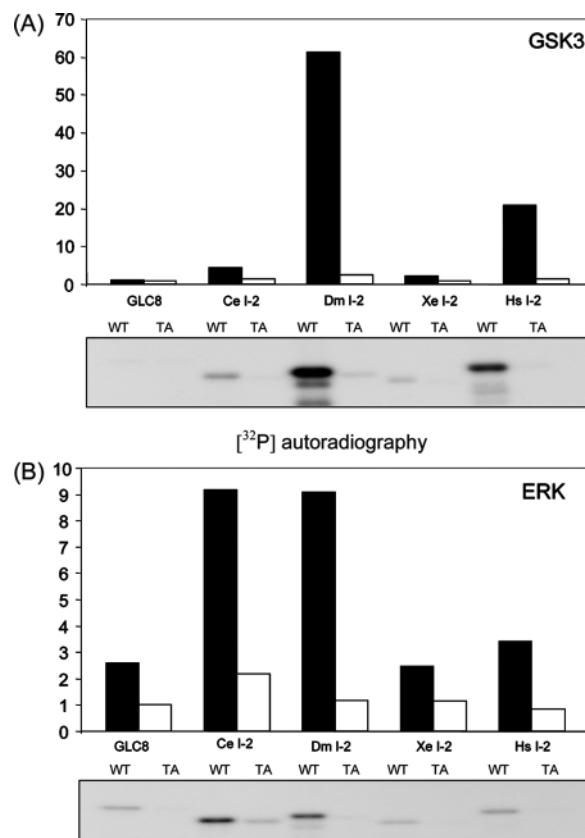 (A)
GSK3
70
60
50
40
30
20
10
0
GLC8 Ce I-2 Dm I-2 Xe I-2 Hs I-2
WT TA WT TA WT TA WT TA WT TA
[³²P] autoradiography
(B)
ERK
10
9
8
7
6
5
4
3
2
1
0
GLC8 Ce I-2 Dm I-2 Xe I-2 Hs I-2
WT TA WT TA WT TA WT TA WT TA